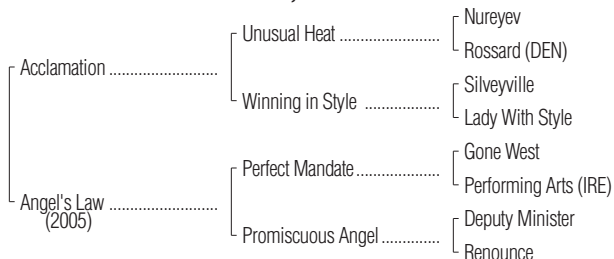 Nureyev
Unusual Heat ....................
Rossard (DEN)
Acclamation ........................
Silveyville
Winning in Style ...............
Lady With Style
Gone West
Perfect Mandate.................
Performing Arts (IRE)
Angel's Law ........................
(2005)
Deputy Minister
Promiscuous Angel............
Renounce